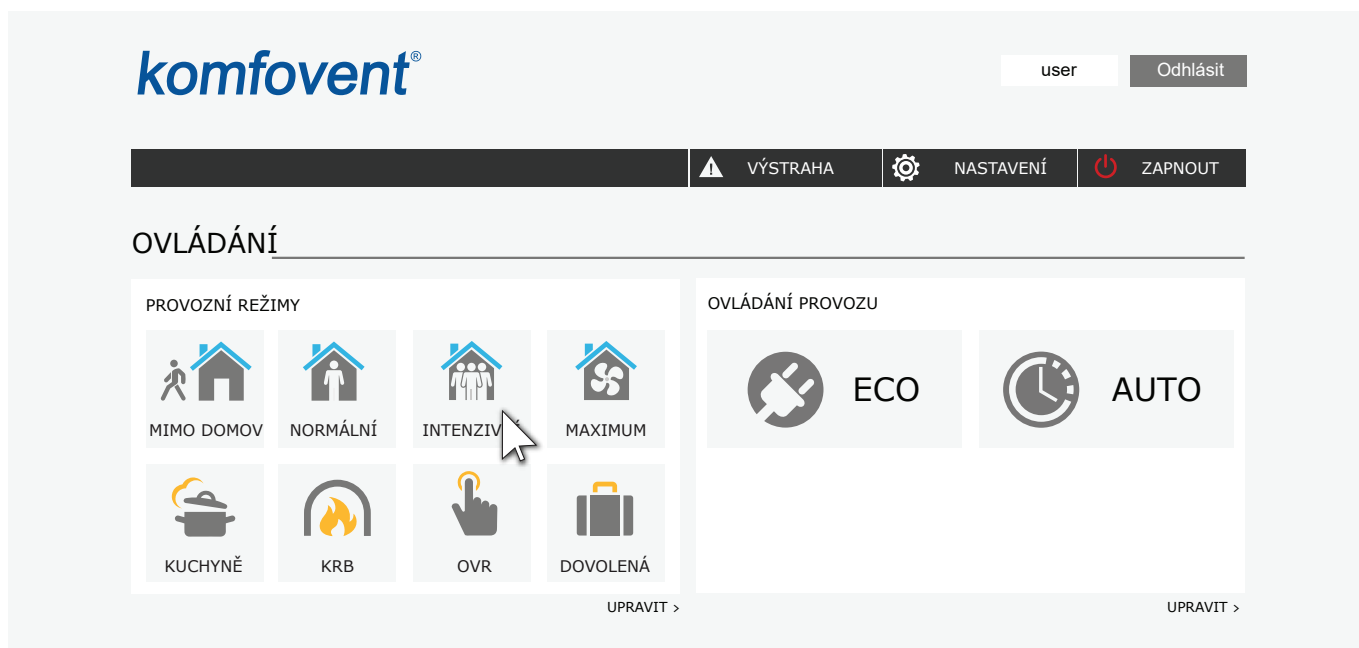 komfovent®
user Odhlásit
VÝSTRAHA NASTAVENÍ ZAPNOUT
OVLÁDÁNÍ
PROVOZNÍ REŽIMY
MIMO DOMOV NORMÁLNÍ MAXIMUM
KUCHYNĚ KRB OVR DOVOLENÁ
UPRAVIT >
OVLÁDÁNÍ PROVOZU
ECO AUTO
UPRAVIT >